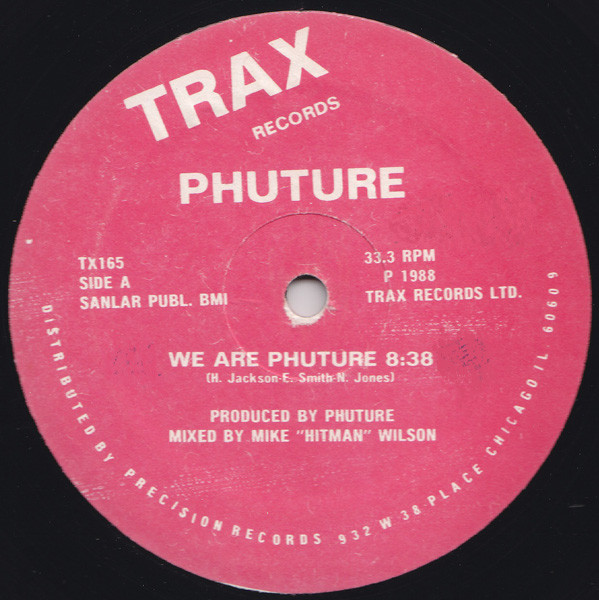 TRAX
RECORDS
PHUTURE
TX165
SIDE A
SANLAR PUBL. BMI
33.3 RPM
P 1988
TRAX RECORDS LTD.
WE ARE PHUTURE 8:38
(H. Jackson-E. Smith-N. Jones)
PRODUCED BY PHUTURE
MIXED BY MIKE "HITMAN" WILSON
DISTRIBUTED BY PRECISION RECORDS 932 W 38 PLACE CHICAGO IL 60609